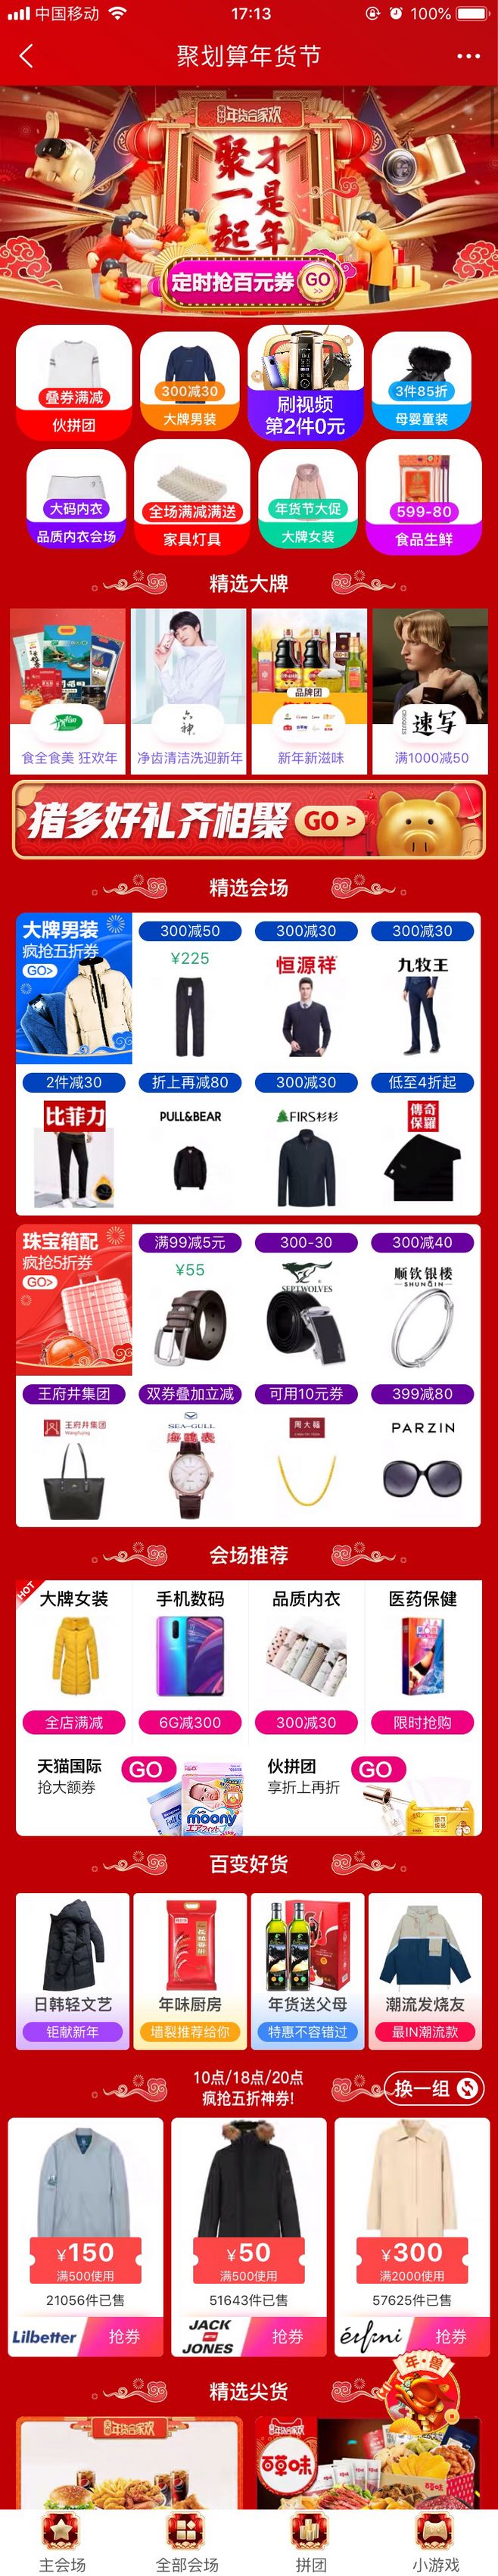 中国移动
17:13
100%
聚划算年货节
年货合家欢
聚
一
起
才
是
年
定时抢百元券 GO >>
叠券满减
伙拼团
300减30
大牌男装
刷视频
第2件0元
3件85折
母婴童装
大码内衣
品质内衣会场
全场满减满送
家具灯具
年货节大促
大牌女装
599-80
食品生鲜
精选大牌
食全食美 狂欢年
六神
净齿清洁洗迎新年
品牌团
新年新滋味
速写
满1000减50
猪多好礼齐相聚 GO >
精选会场
大牌男装
疯抢五折券
GO>
300减50
¥225
300减30
恒源祥
300减30
九牧王
2件减30
比菲力
折上再减80
PULL&BEAR
300减30
FIRS杉杉
低至4折起
傳奇
保羅
珠宝箱配
疯抢5折券
GO>
满99减5元
¥55
300-30
SEPTWOLVES
300减40
顺钦银楼
SHUNQIN
王府井集团
王府井集团
Wangfujing
双券叠加立减
SEA-GULL
海鸥表
可用10元券
周大福
399减80
PARZIN
会场推荐
HOT
大牌女装
全店满减
手机数码
6G减300
品质内衣
300减30
医药保健
限时抢购
天猫国际
抢大额券
GO
moony
伙拼团
享折上再折
GO
百变好货
日韩轻文艺
钜献新年
年味厨房
墙裂推荐给你
年货送父母
特惠不容错过
潮流发烧友
最IN潮流款
10点/18点/20点
疯抢五折神券!
换一组
¥150
满500使用
21056件已售
Lilbetter
抢券
¥50
满500使用
51643件已售
JACK
JONES
抢券
¥300
满2000使用
57625件已售
抢券
精选尖货
年兽
年货合家欢
百草味
主会场
全部会场
拼团
小游戏